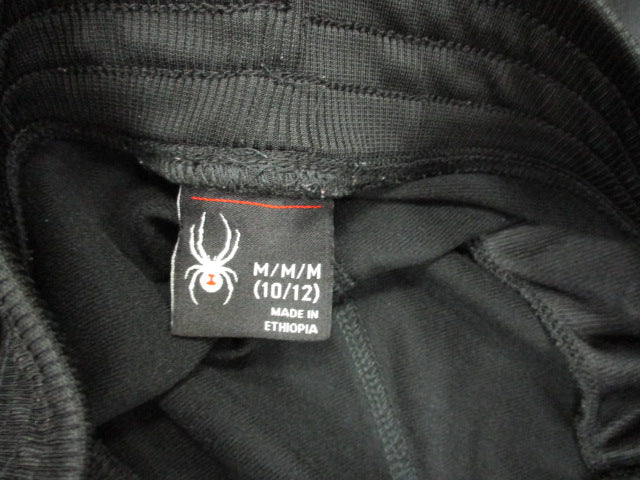 M/M/M
(10/12)
MADE IN
ETHIOPIA